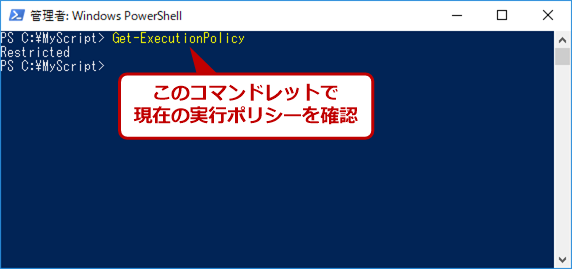 管理者: Windows PowerShell
PS C:¥MyScript> Get-ExecutionPolicy
Restricted
PS C:¥MyScript>
このコマンドレットで
現在の実行ポリシーを確認